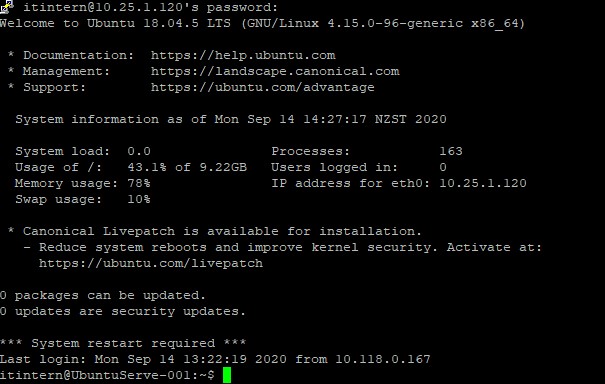 itintern@10.25.1.120's password:
Welcome to Ubuntu 18.04.5 LTS (GNU/Linux 4.15.0-96-generic x86_64)
* Documentation:  https://help.ubuntu.com
* Management:     https://landscape.canonical.com
* Support:        https://ubuntu.com/advantage
System information as of Mon Sep 14 14:27:17 NZST 2020
System load:  0.0                Processes:           163
Usage of /:   43.1% of 9.22GB   Users logged in:     0
Memory usage: 78%               IP address for eth0: 10.25.1.120
Swap usage:   10%
* Canonical Livepatch is available for installation.
- Reduce system reboots and improve kernel security. Activate at:
https://ubuntu.com/livepatch
0 packages can be updated.
0 updates are security updates.
*** System restart required ***
Last login: Mon Sep 14 13:22:19 2020 from 10.118.0.167
itintern@UbuntuServe-001:~$